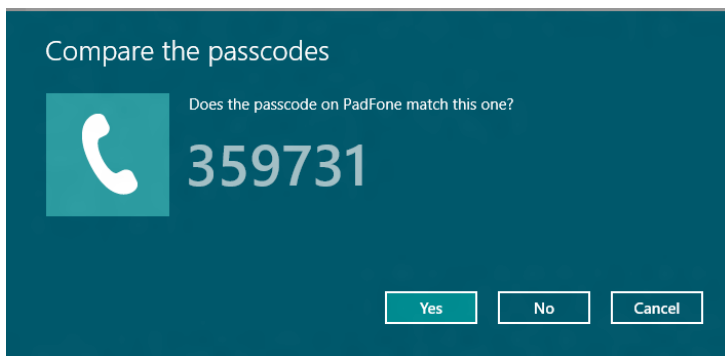 Compare the passcodes
Does the passcode on PadFone match this one?
359731
Yes No Cancel